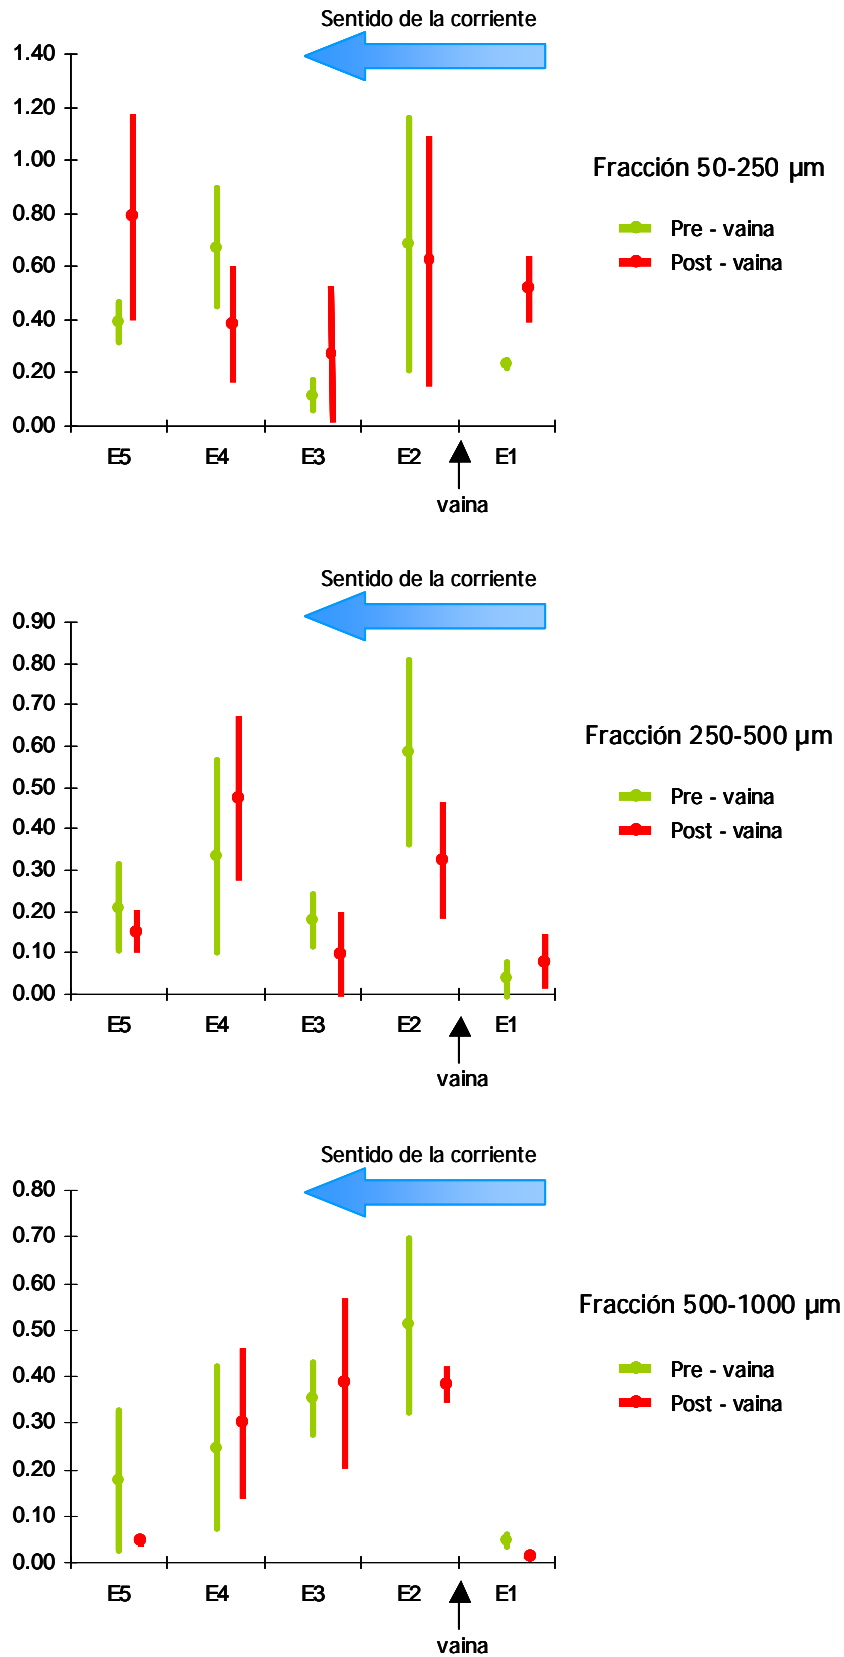 Sentido de la corriente
1.40
1.20
1.00
0.80
0.60
0.40
0.20
0.00
Fracción 50-250 µm
Pre - vaina
Post - vaina
E5 E4 E3 E2 E1
vaina
Sentido de la corriente
0.90
0.80
0.70
0.60
0.50
0.40
0.30
0.20
0.10
0.00
Fracción 250-500 µm
Pre - vaina
Post - vaina
E5 E4 E3 E2 E1
vaina
Sentido de la corriente
0.80
0.70
0.60
0.50
0.40
0.30
0.20
0.10
0.00
Fracción 500-1000 µm
Pre - vaina
Post - vaina
E5 E4 E3 E2 E1
vaina